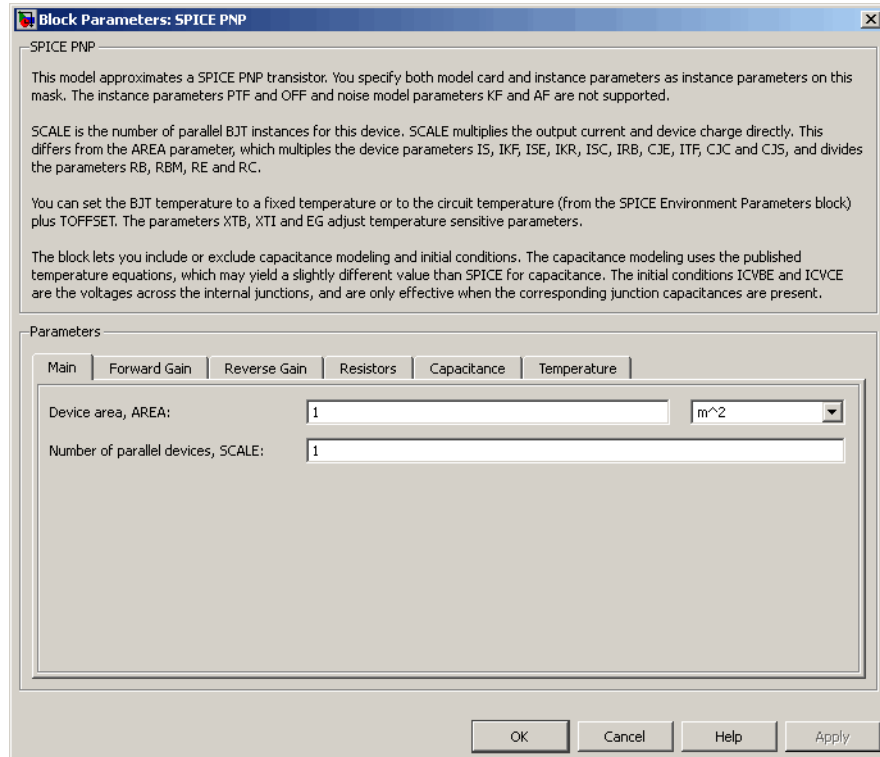 Block Parameters: SPICE PNP
SPICE PNP
This model approximates a SPICE PNP transistor. You specify both model card and instance parameters as instance parameters on this
mask. The instance parameters PTF and OFF and noise model parameters KF and AF are not supported.
SCALE is the number of parallel BJT instances for this device. SCALE multiplies the output current and device charge directly. This
differs from the AREA parameter, which multiples the device parameters IS, IKF, ISE, IKR, ISC, IRB, CJE, ITF, CJC and CJS, and divides
the parameters RB, RBM, RE and RC.
You can set the BJT temperature to a fixed temperature or to the circuit temperature (from the SPICE Environment Parameters block)
plus TOFFSET. The parameters XTB, XTI and EG adjust temperature sensitive parameters.
The block lets you include or exclude capacitance modeling and initial conditions. The capacitance modeling uses the published
temperature equations, which may yield a slightly different value than SPICE for capacitance. The initial conditions ICVBE and ICVCE
are the voltages across the internal junctions, and are only effective when the corresponding junction capacitances are present.
Parameters
Main Forward Gain Reverse Gain Resistors Capacitance Temperature
Device area, AREA: 1 m^2
Number of parallel devices, SCALE: 1
OK Cancel Help Apply